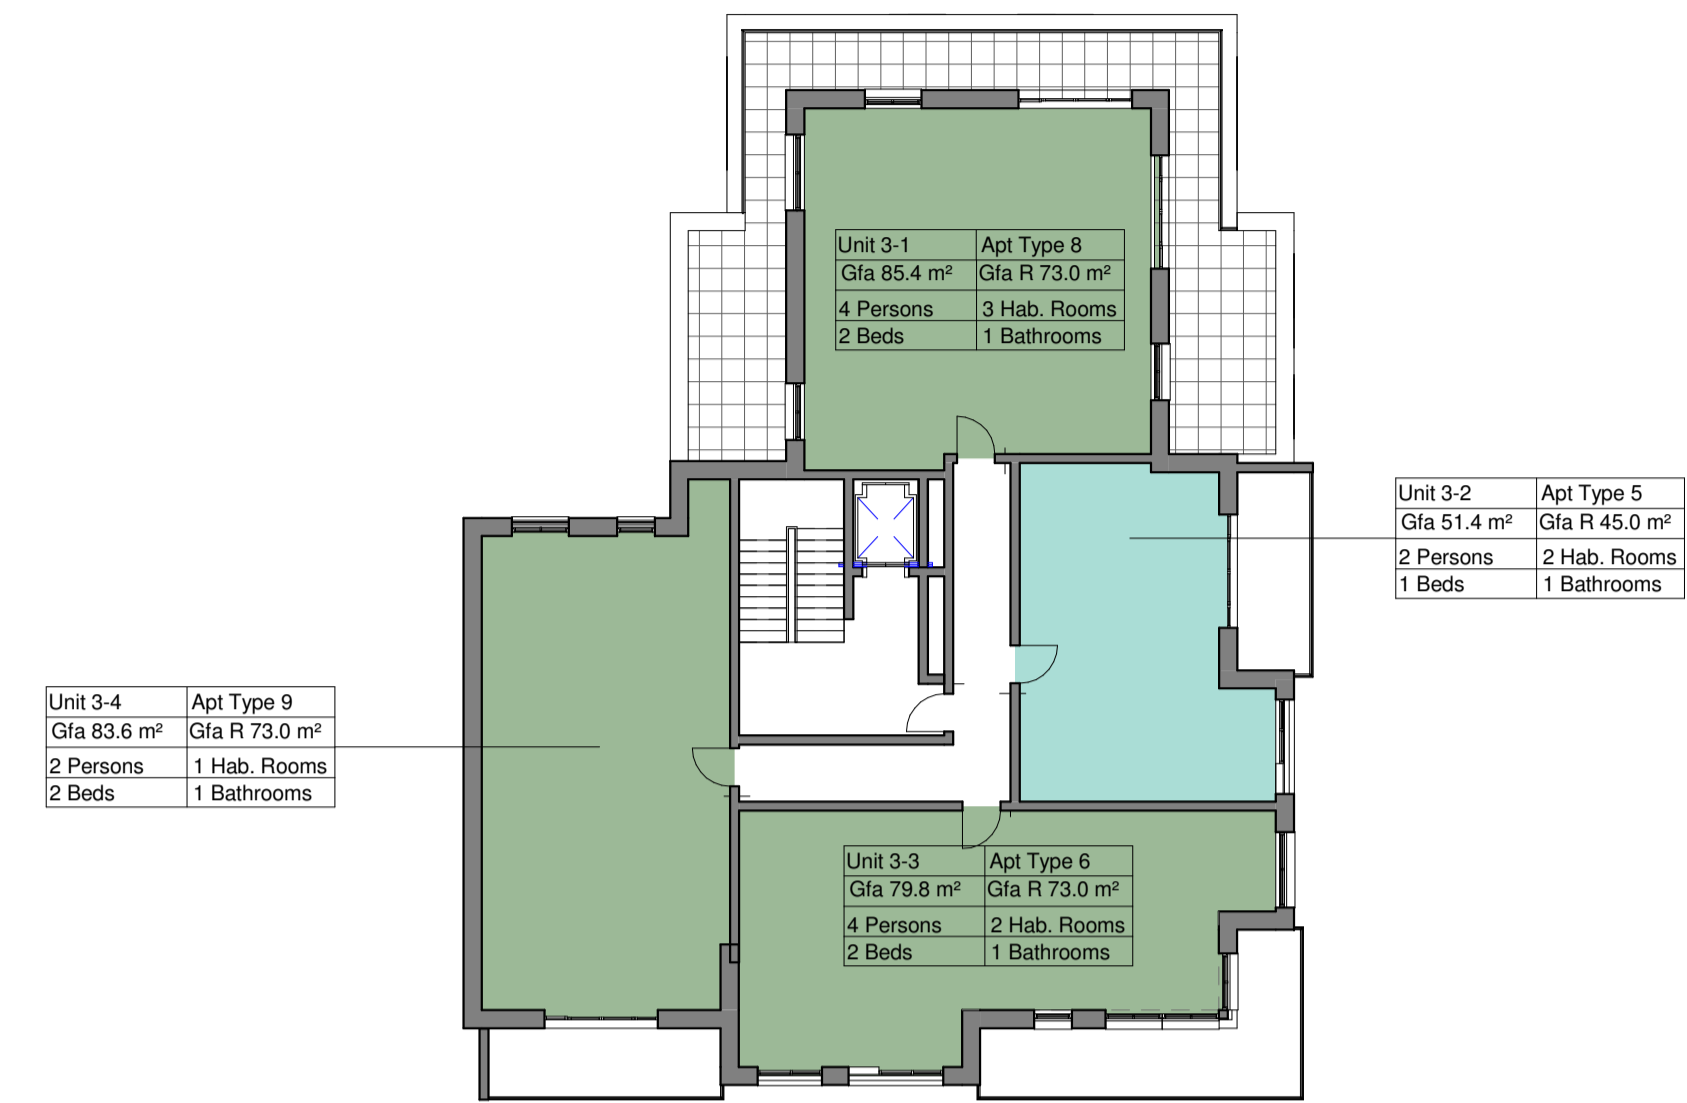 Unit 3-1 Apt Type 8
Gfa 85.4 m² Gfa R 73.0 m²
4 Persons 3 Hab. Rooms
2 Beds 1 Bathrooms
Unit 3-2 Apt Type 5
Gfa 51.4 m² Gfa R 45.0 m²
2 Persons 2 Hab. Rooms
1 Beds 1 Bathrooms
Unit 3-4 Apt Type 9
Gfa 83.6 m² Gfa R 73.0 m²
2 Persons 1 Hab. Rooms
2 Beds 1 Bathrooms
Unit 3-3 Apt Type 6
Gfa 79.8 m² Gfa R 73.0 m²
4 Persons 2 Hab. Rooms
2 Beds 1 Bathrooms